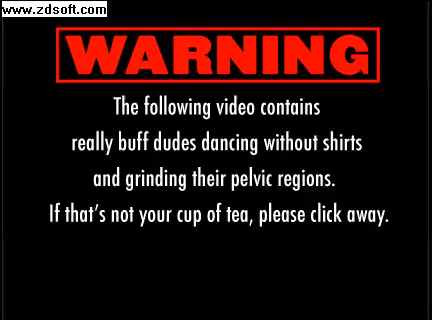 www.zdsoft.com
WARNING
The following video contains
really buff dudes dancing without shirts
and grinding their pelvic regions.
If that's not your cup of tea, please click away.